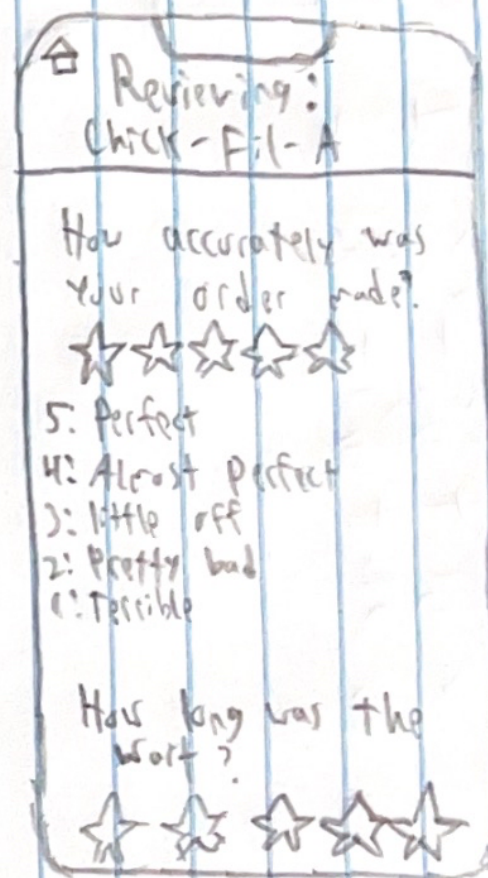 Reviewing:
Chick-Fil-A
How accurately was
your order made?
5: Perfect
4: Almost perfect
3: little off
2: Pretty bad
1: Terrible
How long was the
wait?